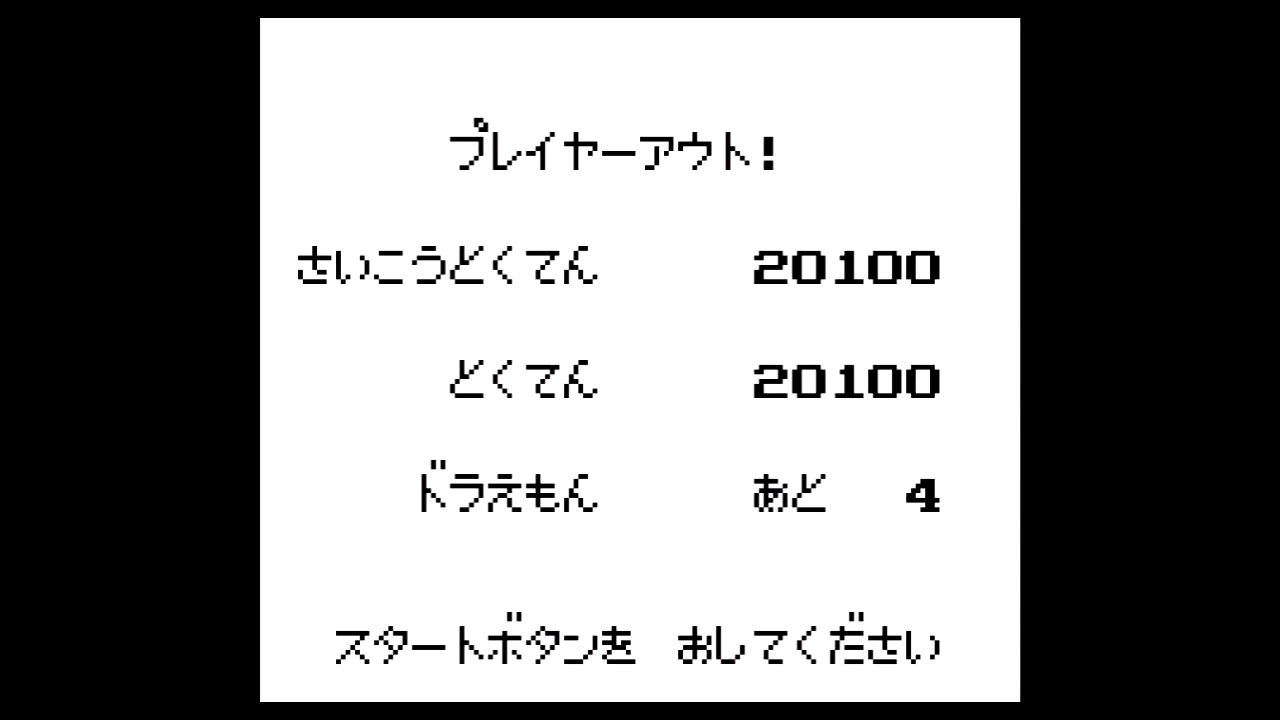 プレイヤーアウト!
さいこうとくてん 20100
とくてん 20100
ドラえもん あと 4
スタートボタンを おしてください